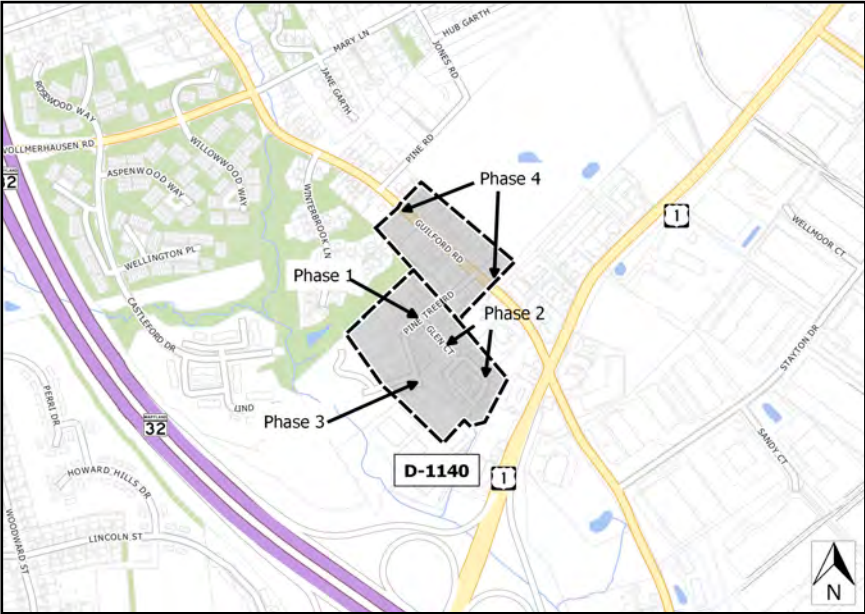 HUB GARTH
MARY LN
JONES RD
JANE GARTH
ROSEWOOD WAY
VOLLMERHAUSEN RD
WILLOWWOOD WAY
PINE RD
32
ASPENWOOD WAY
Phase 4
WINTERBROOK LN
1
WELLMOOR CT
GUILFORD RD
WELLINGTON PL
Phase 1
PINE TREE RD
Phase 2
GLEN CT
CASTLEFORD DR
STAYTON DR
PERRI DR
UND
Phase 3
MARYLAND
32
SANDY CT
D-1140
1
HOWARD HILLS DR
WOODWARD ST
LINCOLN ST
N